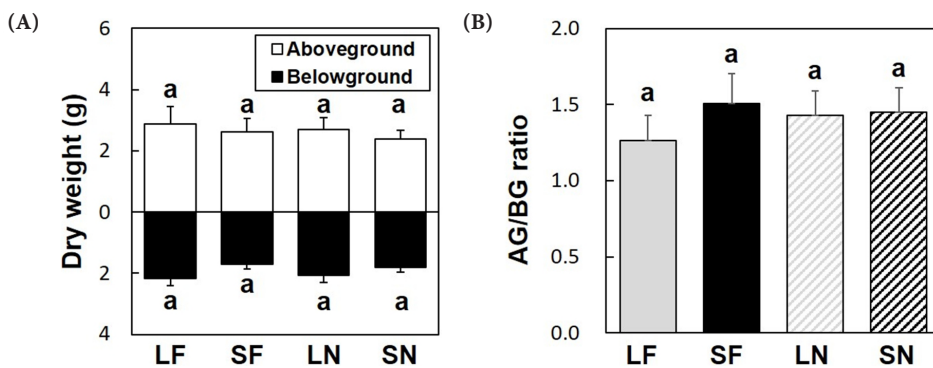 (A)
Dry weight (g)
6
4
2
0
2
4
Aboveground
Belowground
a a a a
a a a a
LF SF LN SN
(B)
AG/BG ratio
2.0
1.5
1.0
0.5
0.0
a a a a
LF SF LN SN